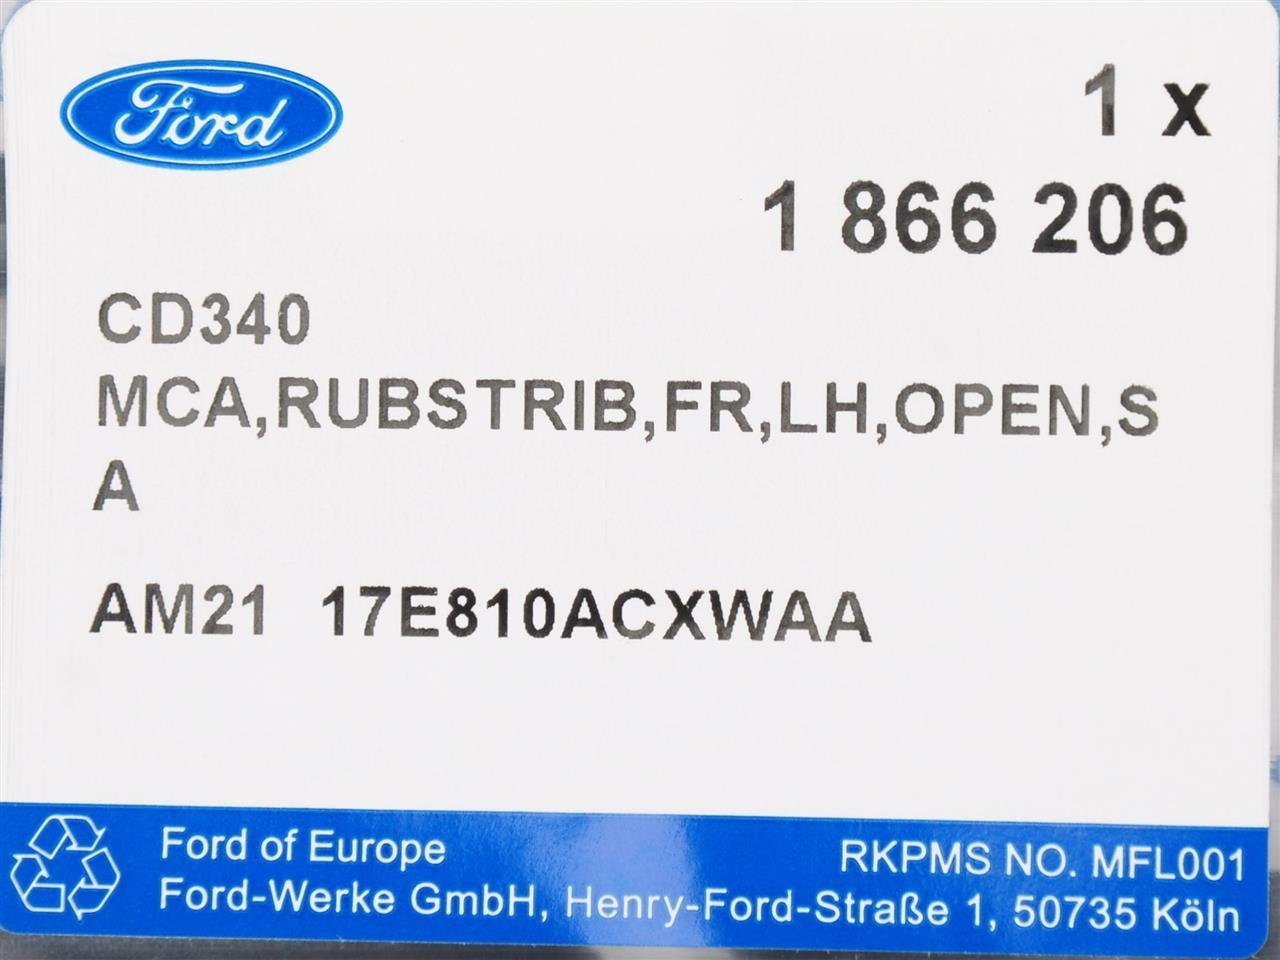 Ford
1 x
1 866 206
CD340
MCA,RUBSTRIB,FR,LH,OPEN,S
A
AM21 17E810ACXWAA
Ford of Europe
RKPMS NO. MFL001
Ford-Werke GmbH, Henry-Ford-Straße 1, 50735 Köln